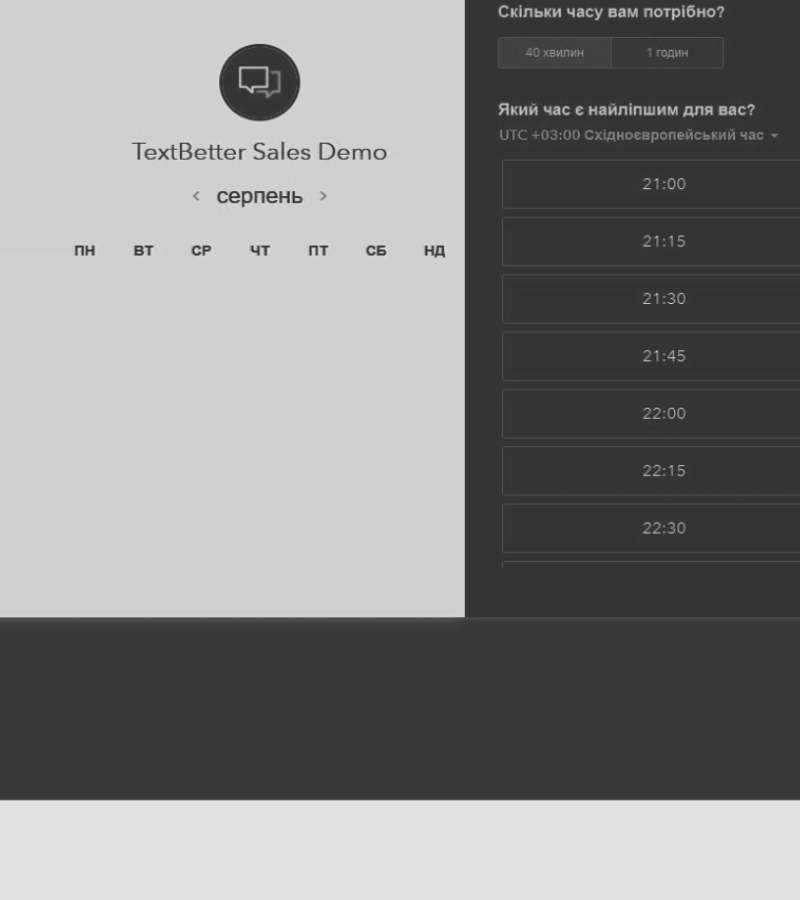 TextBetter Sales Demo
серпень
ПН ВТ СР ЧТ ПТ СБ НД
Скільки часу вам потрібно?
40 хвилин 1 годин
Який час є найліпшим для вас?
UTC +03:00 Східноєвропейський час
21:00
21:15
21:30
21:45
22:00
22:15
22:30